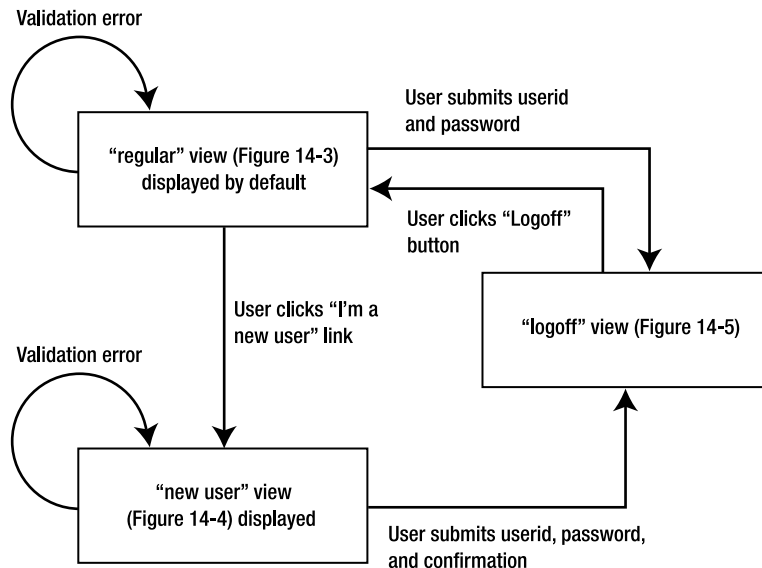 Validation error
User submits userid
and password
“regular” view (Figure 14-3)
displayed by default
User clicks “Logoff”
button
“logoff” view (Figure 14-5)
User clicks “I’m a
new user” link
Validation error
“new user” view
(Figure 14-4) displayed
User submits userid, password,
and confirmation